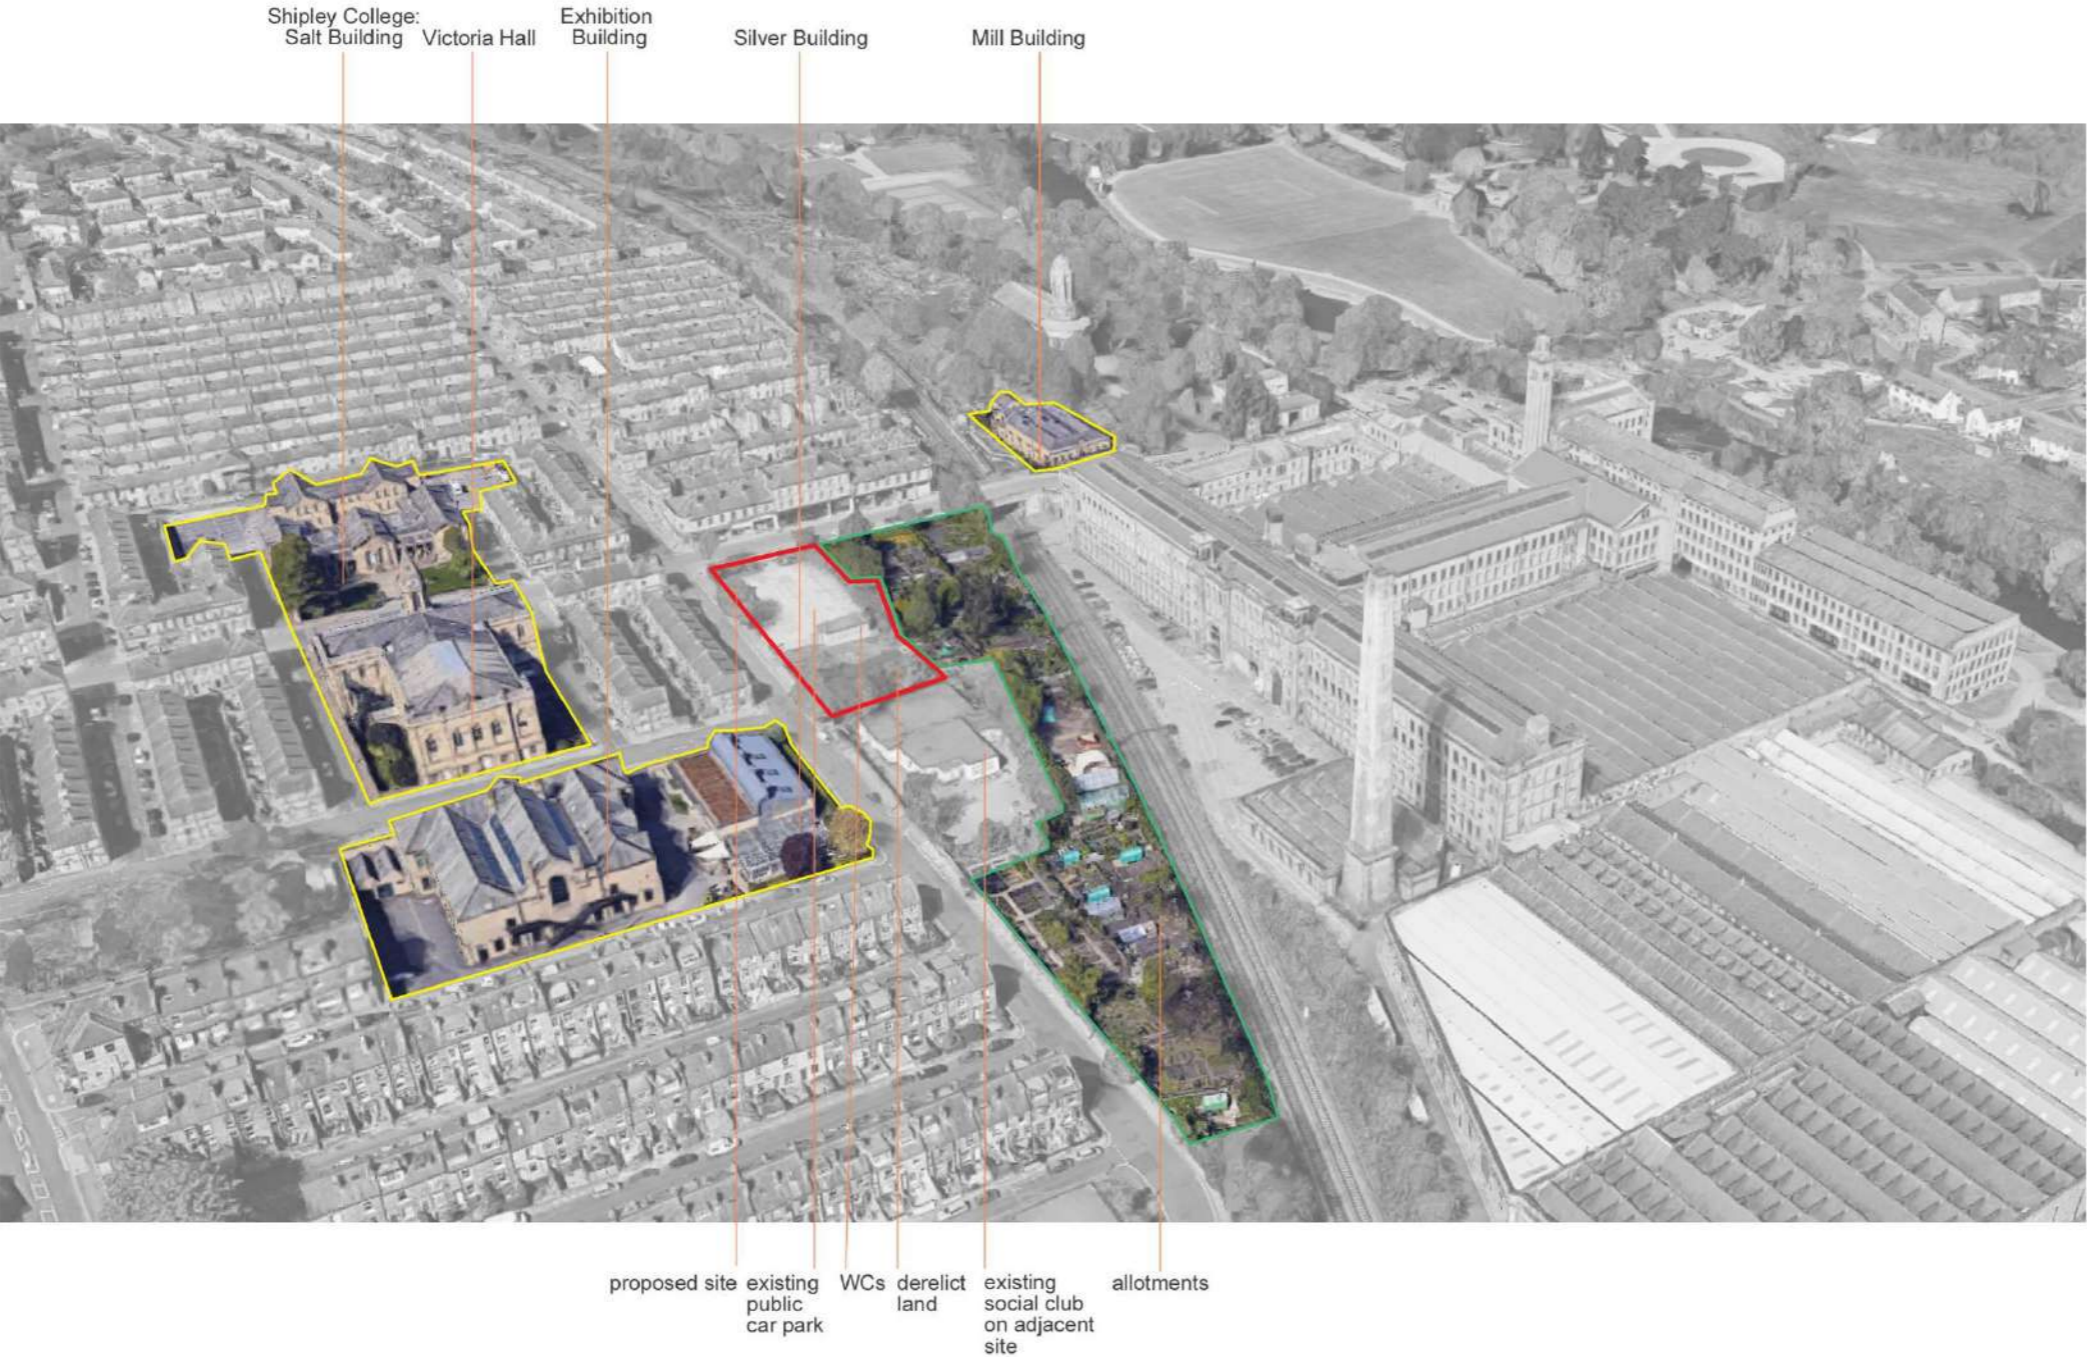 Shipley College:
Salt Building
Victoria Hall
Exhibition
Building
Silver Building
Mill Building
proposed site
existing
public
car park
WCs
derelict
land
existing
social club
on adjacent
site
allotments